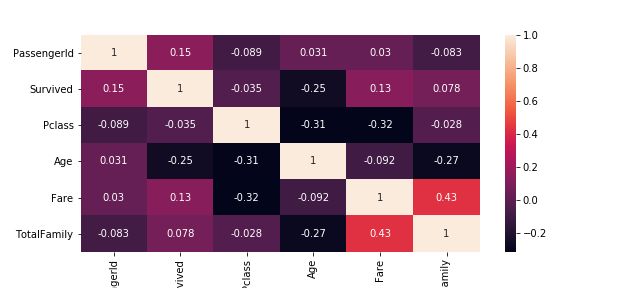 PassengerId 1 0.15 -0.089 0.031 0.03 -0.083
Survived 0.15 1 -0.035 -0.25 0.13 0.078
Pclass -0.089 -0.035 1 -0.31 -0.32 -0.028
Age 0.031 -0.25 -0.31 1 -0.092 -0.27
Fare 0.03 0.13 -0.32 -0.092 1 0.43
TotalFamily -0.083 0.078 -0.028 -0.27 0.43 1
ngerId vived Pclass Age Fare amily
1.0
0.8
0.6
0.4
0.2
0.0
−0.2